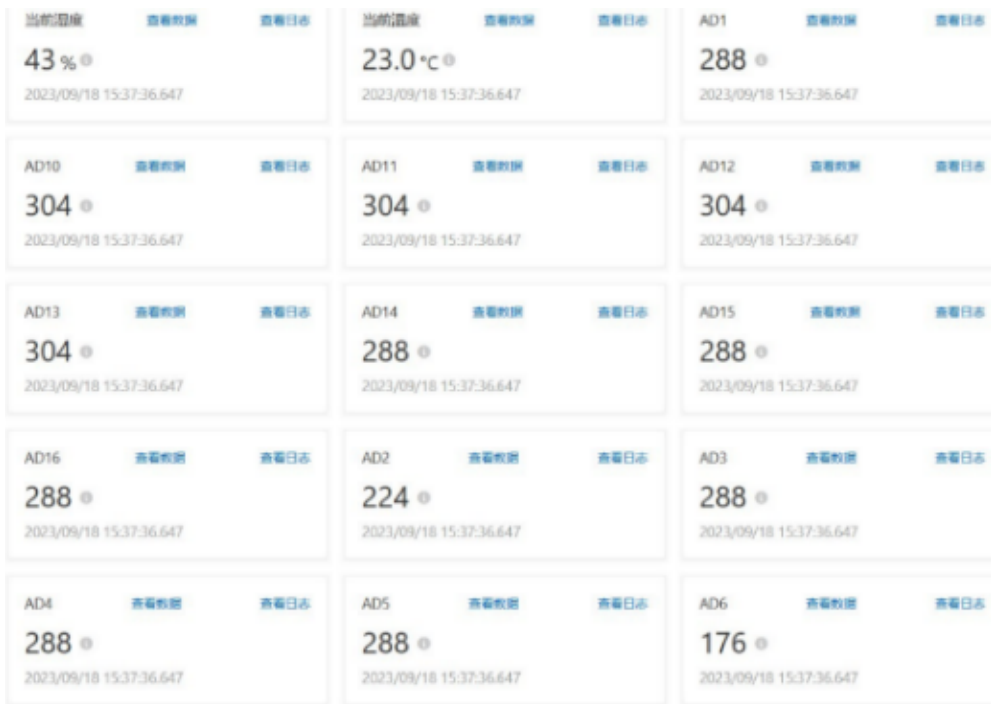 当前湿度 查看数据 查看日志 当前温度 查看数据 查看日志 AD1 查看数据 查看日志
43 % 23.0 °C 288
2023/09/18 15:37:36.647 2023/09/18 15:37:36.647 2023/09/18 15:37:36.647
AD10 查看数据 查看日志 AD11 查看数据 查看日志 AD12 查看数据 查看日志
304 304 304
2023/09/18 15:37:36.647 2023/09/18 15:37:36.647 2023/09/18 15:37:36.647
AD13 查看数据 查看日志 AD14 查看数据 查看日志 AD15 查看数据 查看日志
304 288 288
2023/09/18 15:37:36.647 2023/09/18 15:37:36.647 2023/09/18 15:37:36.647
AD16 查看数据 查看日志 AD2 查看数据 查看日志 AD3 查看数据 查看日志
288 224 288
2023/09/18 15:37:36.647 2023/09/18 15:37:36.647 2023/09/18 15:37:36.647
AD4 查看数据 查看日志 AD5 查看数据 查看日志 AD6 查看数据 查看日志
288 288 176
2023/09/18 15:37:36.647 2023/09/18 15:37:36.647 2023/09/18 15:37:36.647